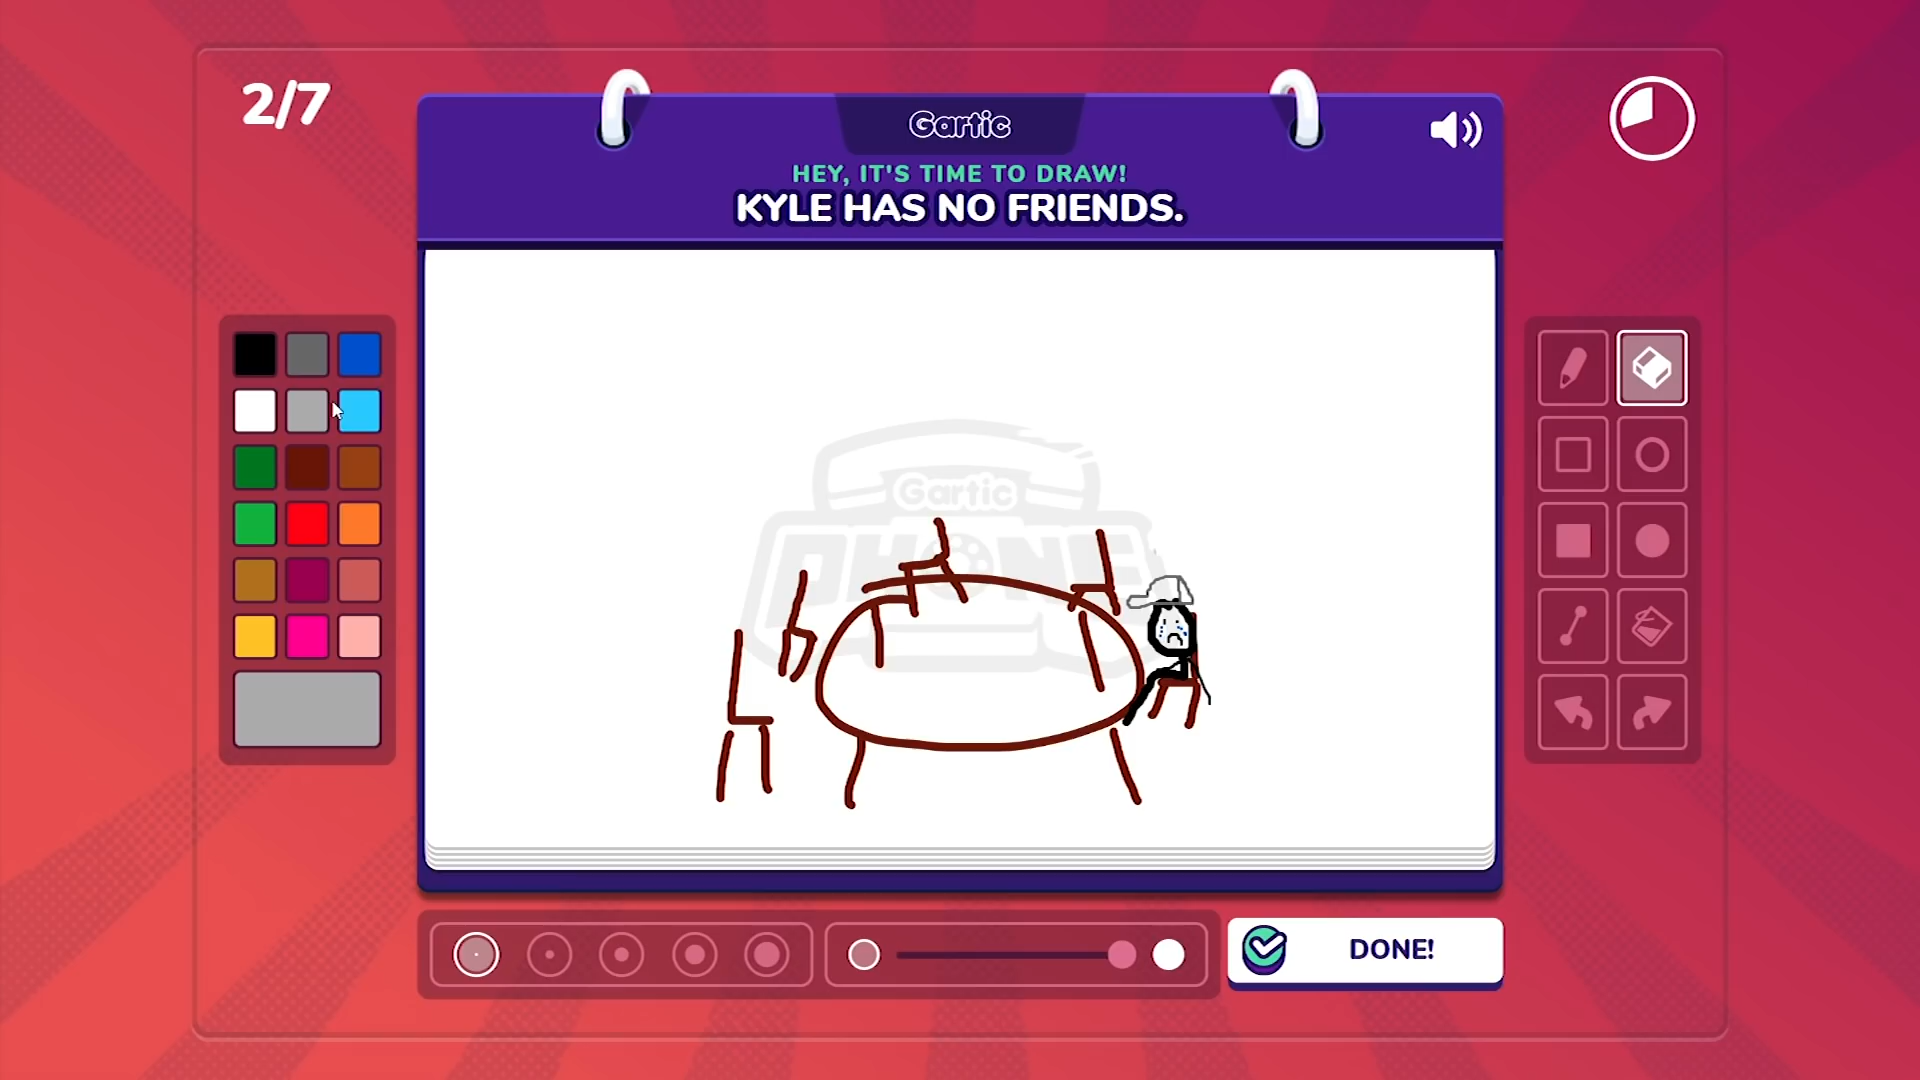 2/7
Gartic
HEY, IT'S TIME TO DRAW!
KYLE HAS NO FRIENDS.
Gartic
PHONE
DONE!